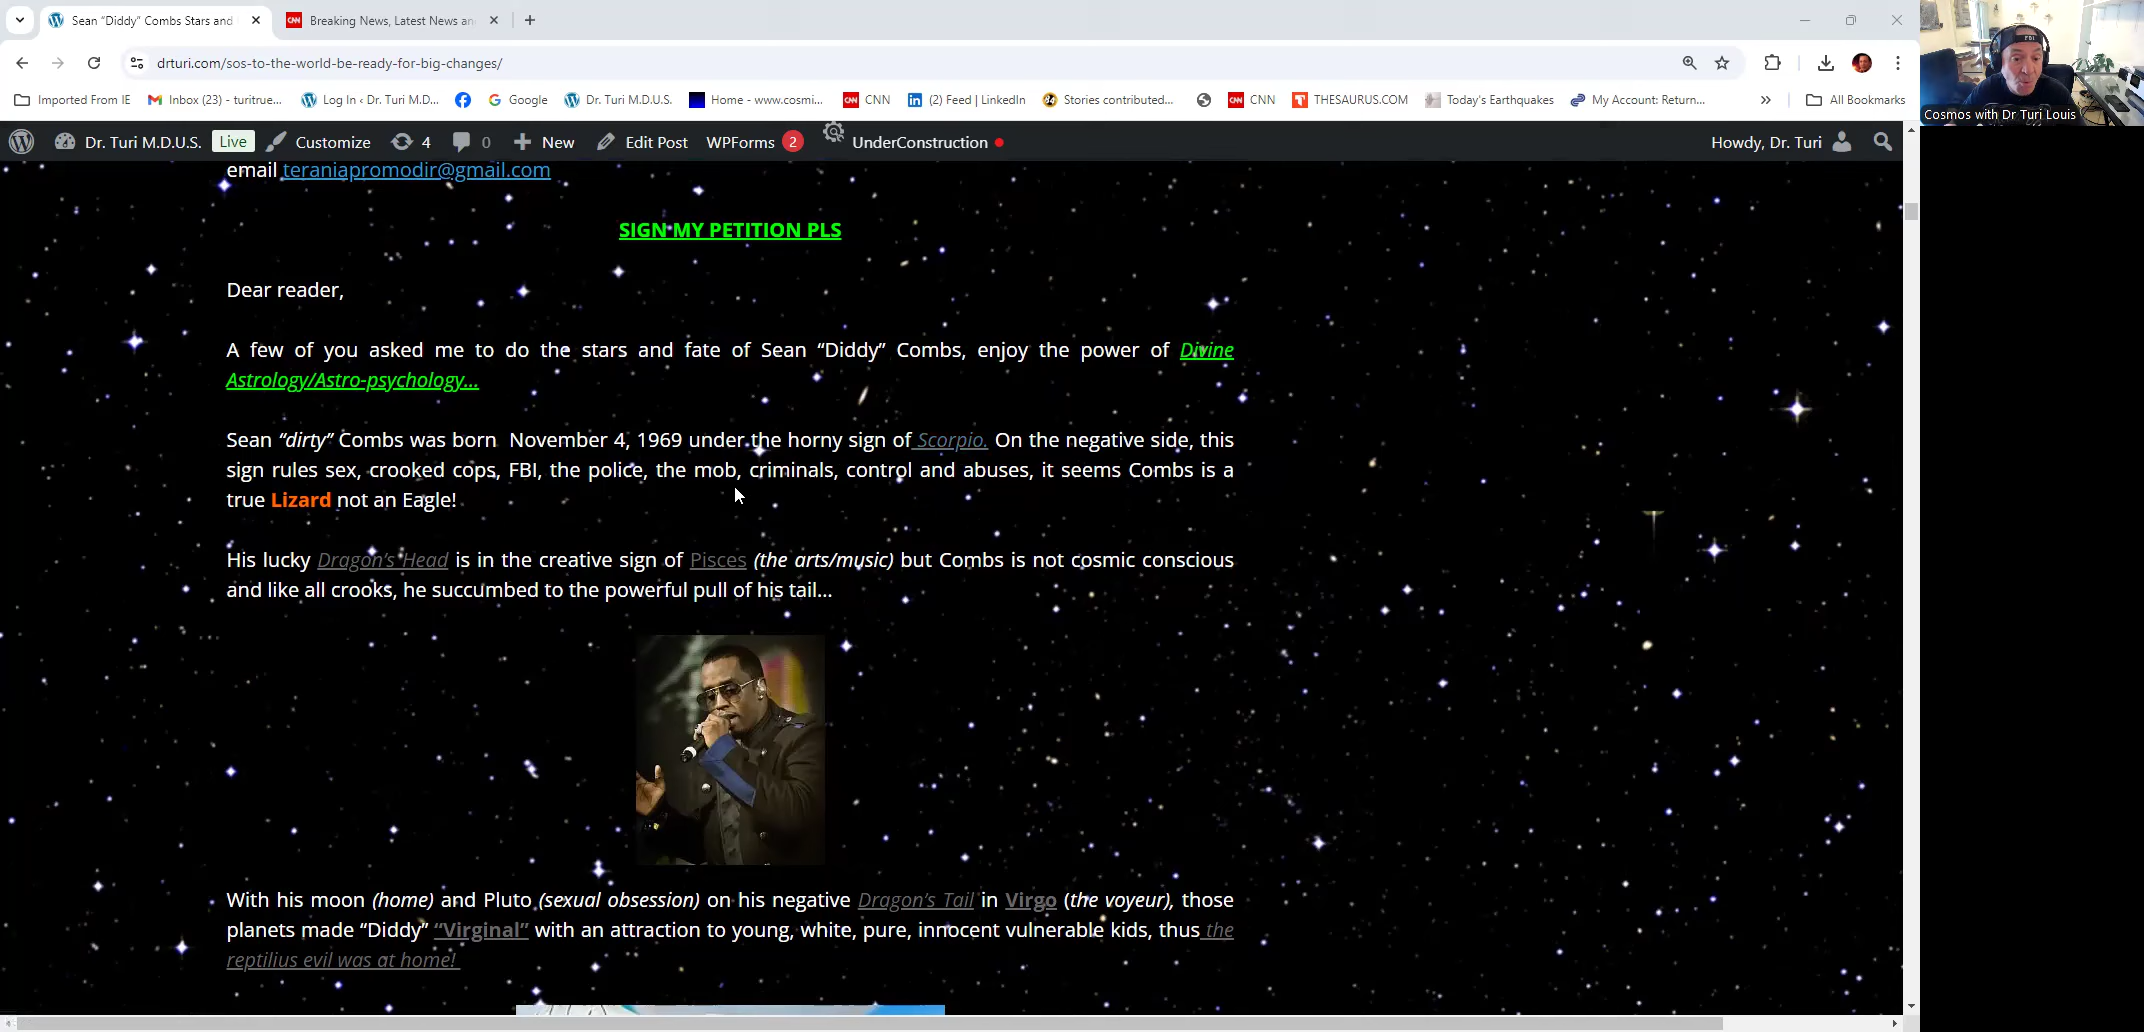 Sean “Diddy” Combs Stars and
Breaking News, Latest News an
drturi.com/sos-to-the-world-be-ready-for-big-changes/
Imported From IE
Inbox (23) - turitrue...
Log In ‹ Dr. Turi M.D...
Google
Dr. Turi M.D.U.S.
Home - www.cosmi...
CNN
(2) Feed | LinkedIn
Stories contributed...
CNN
THESAURUS.COM
Today's Earthquakes
My Account: Return...
All Bookmarks
Cosmos with Dr Turi Louis
Dr. Turi M.D.U.S.
Live
Customize
4
0
New
Edit Post
WPForms 2
UnderConstruction
Howdy, Dr. Turi
email teraniapromodir@gmail.com
SIGN MY PETITION PLS
Dear reader,
A few of you asked me to do the stars and fate of Sean “Diddy” Combs, enjoy the power of Divine
Astrology/Astro-psychology...
Sean “dirty” Combs was born November 4, 1969 under the horny sign of Scorpio. On the negative side, this
sign rules sex, crooked cops, FBI, the police, the mob, criminals, control and abuses, it seems Combs is a
true Lizard not an Eagle!
His lucky Dragon's Head is in the creative sign of Pisces (the arts/music) but Combs is not cosmic conscious
and like all crooks, he succumbed to the powerful pull of his tail...
With his moon (home) and Pluto (sexual obsession) on his negative Dragon's Tail in Virgo (the voyeur), those
planets made “Diddy” “Virginal” with an attraction to young, white, pure, innocent vulnerable kids, thus the
reptilius evil was at home!